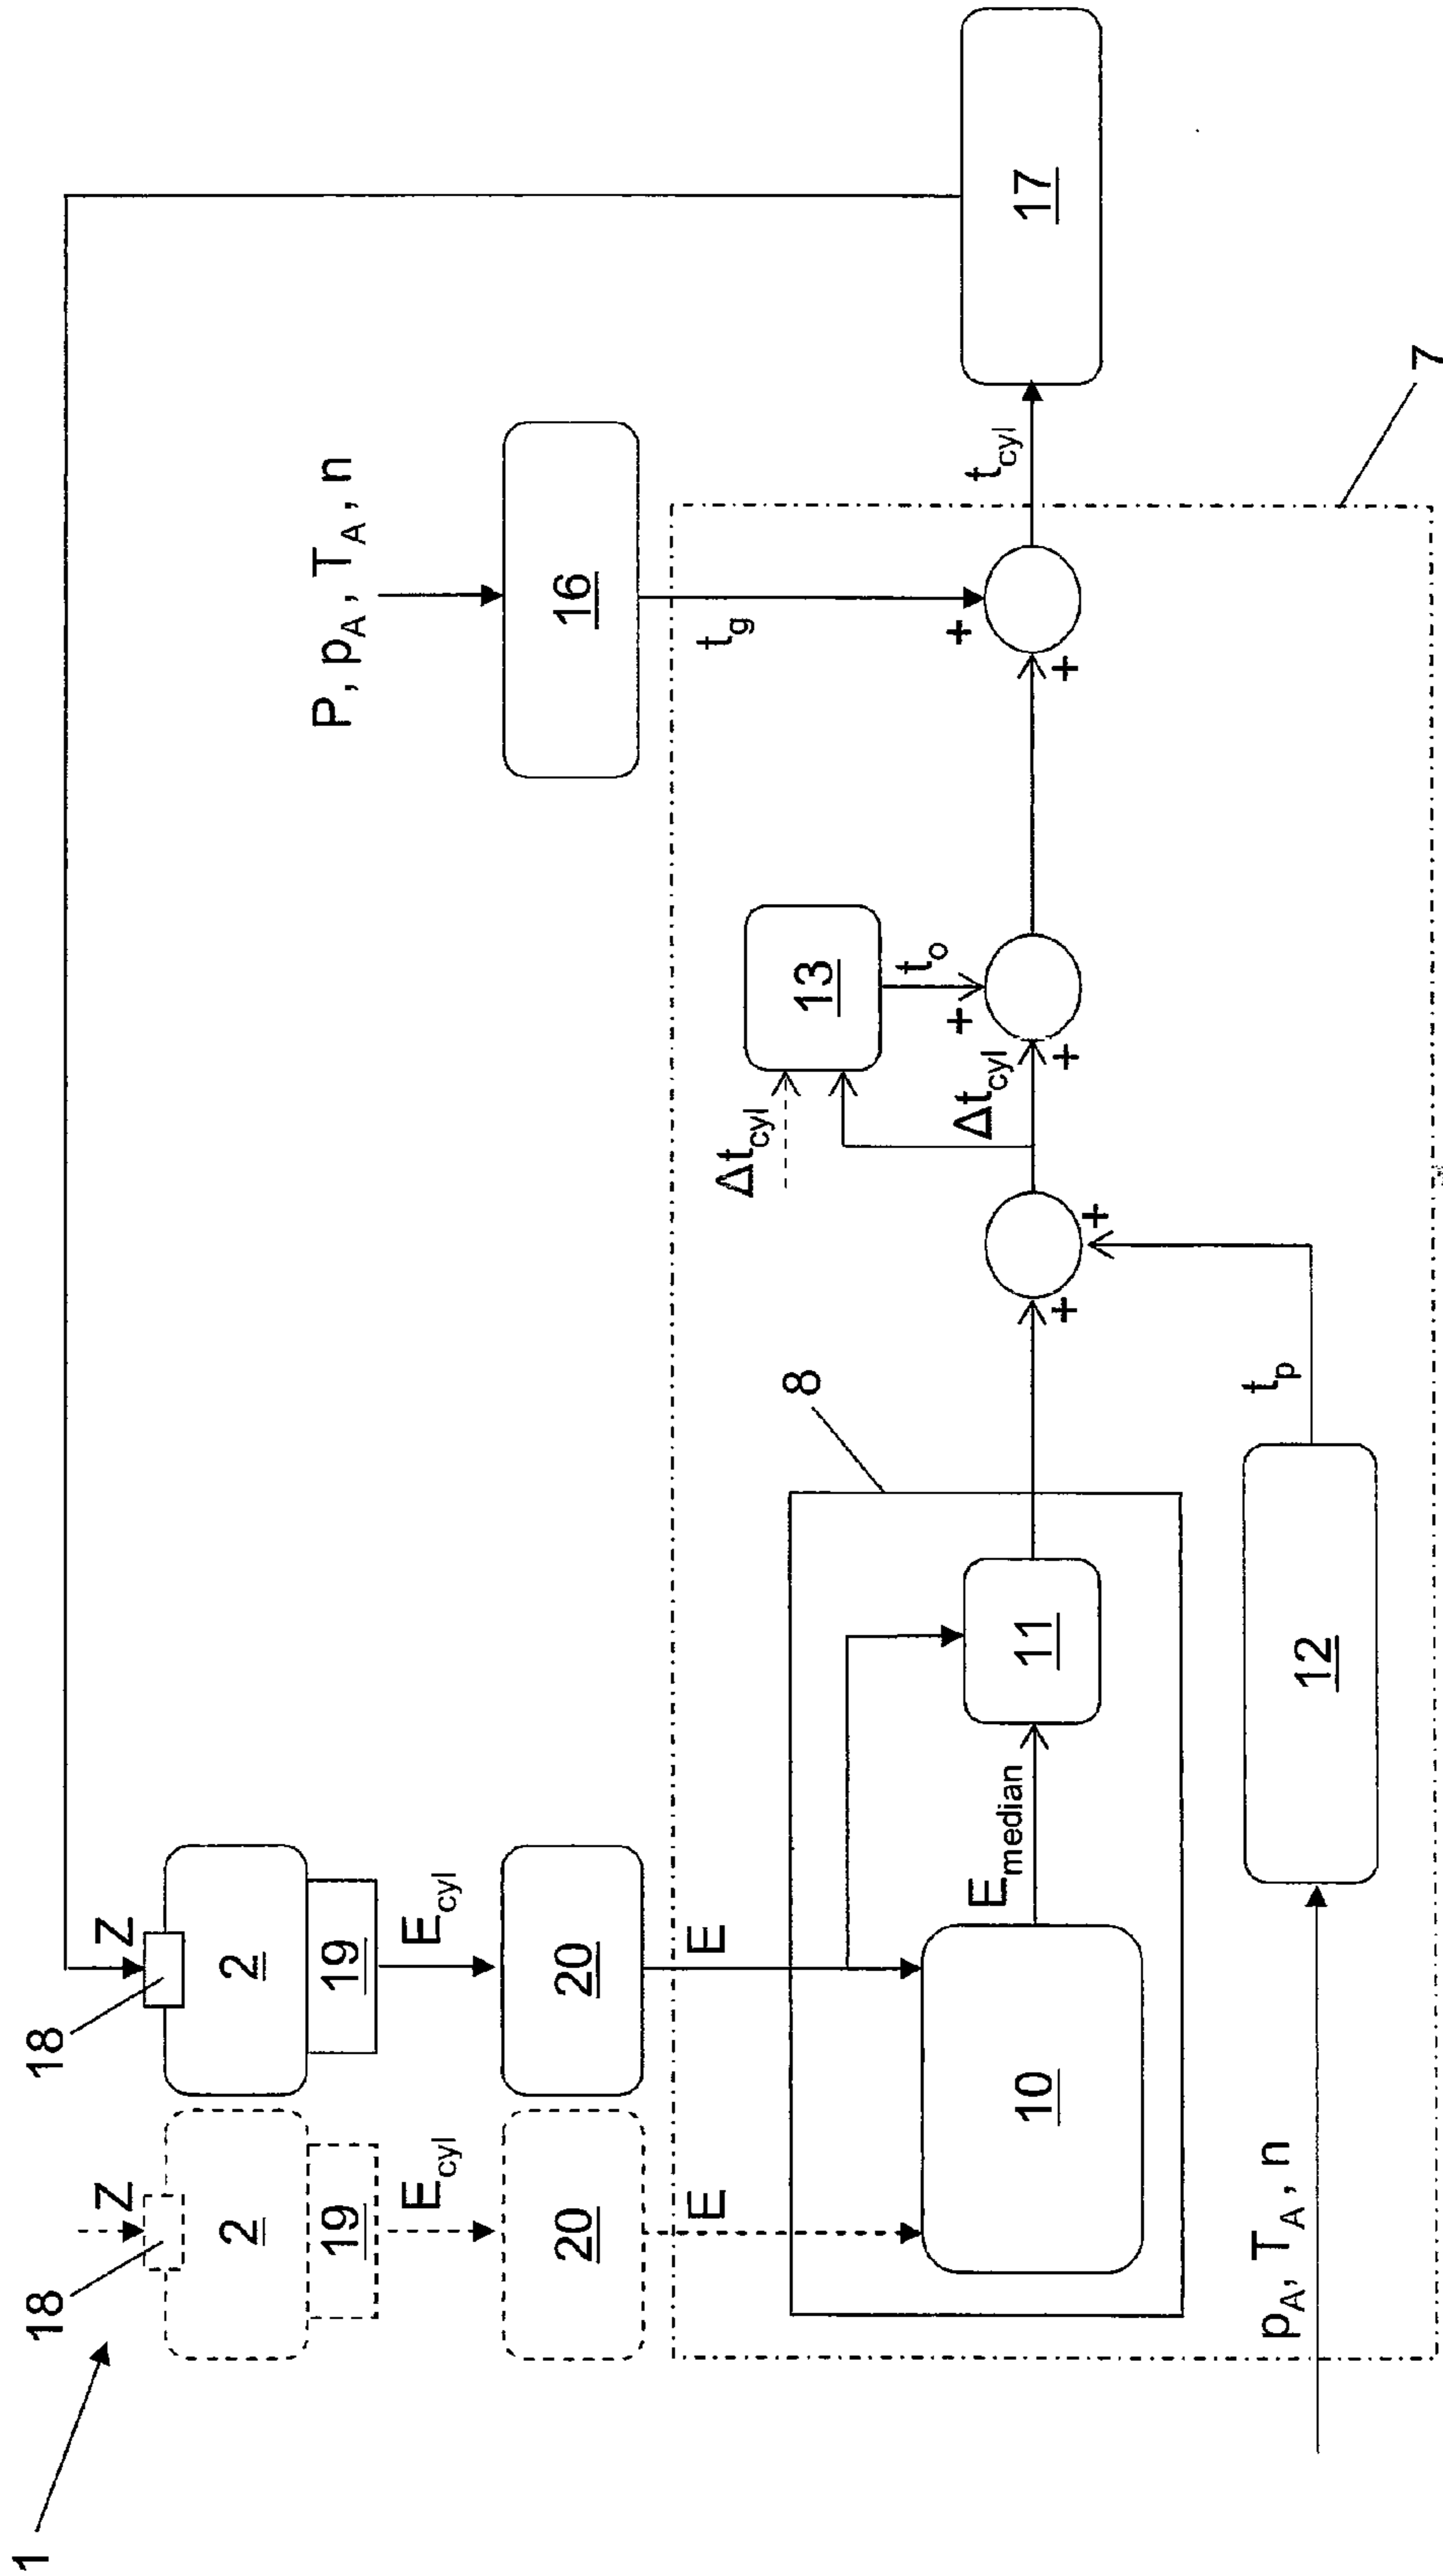 1
18
18
Z
Z
2
2
19
19
E_cyl
E_cyl
20
20
E
E
P, p_A, T_A, n
16
t_g
17
t_cyl
7
8
10
E_median
11
p_A, T_A, n
12
t_p
+
+
Δt_cyl
Δt_cyl
13
t_o
+
+
+
+